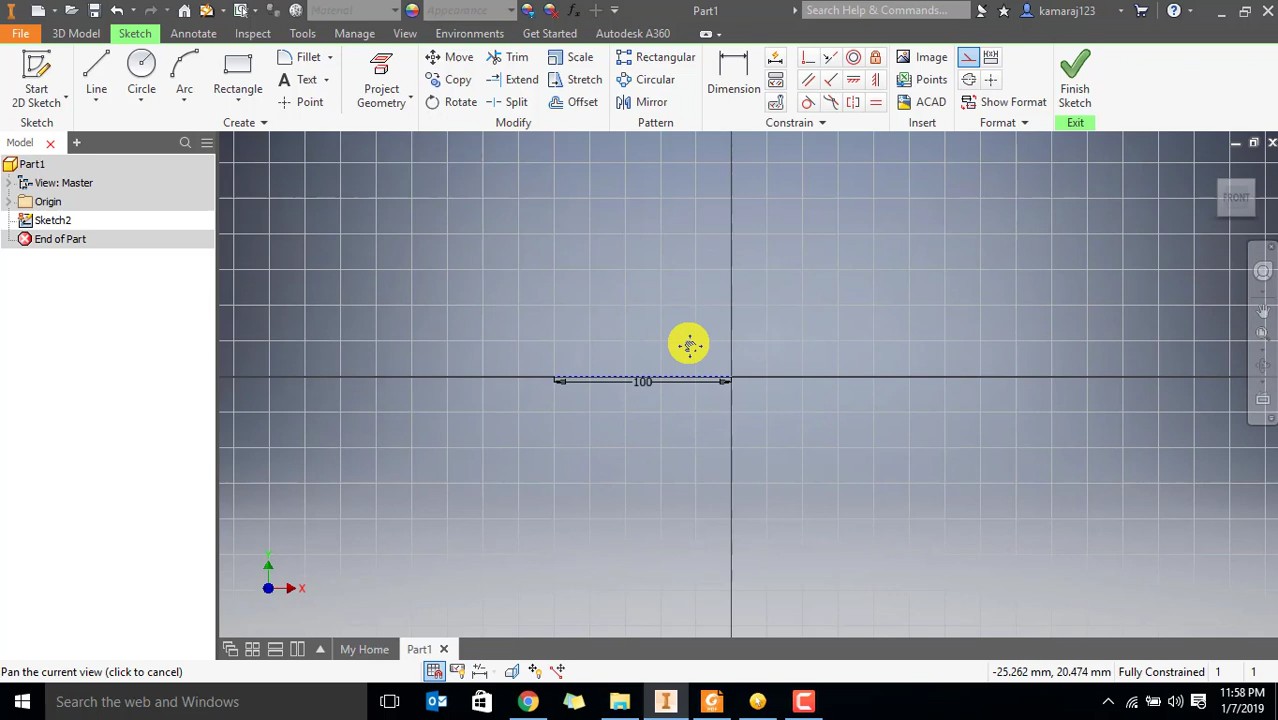 Material
Appearance
Part1
Search Help & Commands...
kamaraj123
File
3D Model
Sketch
Annotate
Inspect
Tools
Manage
View
Environments
Get Started
Autodesk A360
Start
2D Sketch
Line
Circle
Arc
Rectangle
Fillet
Text
Point
Project
Geometry
Move
Copy
Rotate
Trim
Extend
Split
Scale
Stretch
Offset
Rectangular
Circular
Mirror
Dimension
Image
Points
ACAD
Show Format
Finish
Sketch
Sketch
Create
Modify
Pattern
Constrain
Insert
Format
Exit
Model
Part1
View: Master
Origin
Sketch2
End of Part
FRONT
100
Y
X
My Home
Part1
Pan the current view (click to cancel)
-25.262 mm, 20.474 mm
Fully Constrained
1
1
Search the web and Windows
11:58 PM
1/7/2019